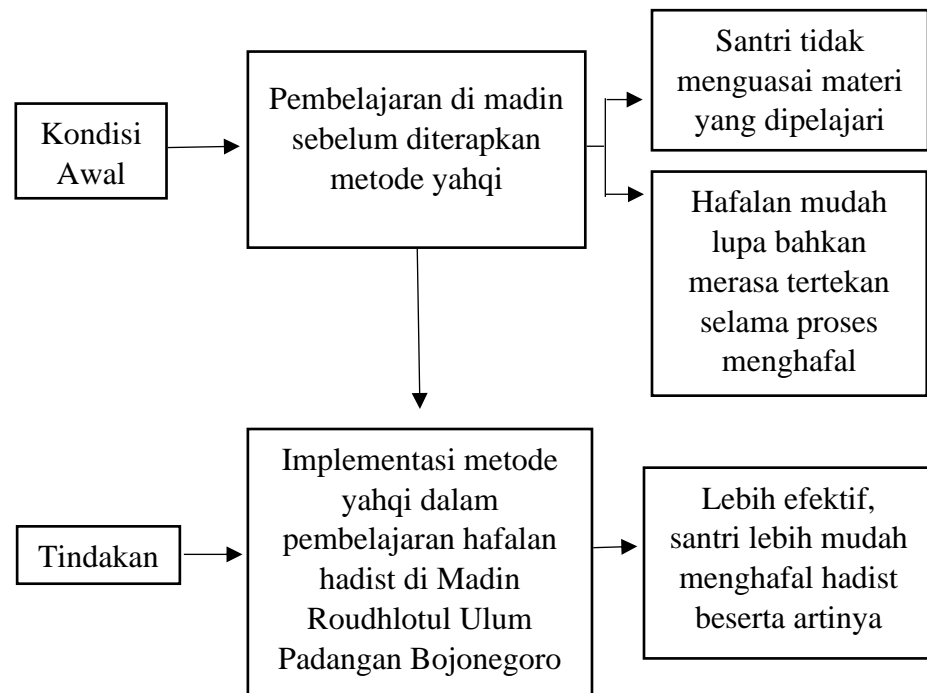 Kondisi
Awal
Pembelajaran di madin
sebelum diterapkan
metode yahqi
Santri tidak
menguasai materi
yang dipelajari
Hafalan mudah
lupa bahkan
merasa tertekan
selama proses
menghafal
Tindakan
Implementasi metode
yahqi dalam
pembelajaran hafalan
hadist di Madin
Roudhlotul Ulum
Padangan Bojonegoro
Lebih efektif,
santri lebih mudah
menghafal hadist
beserta artinya